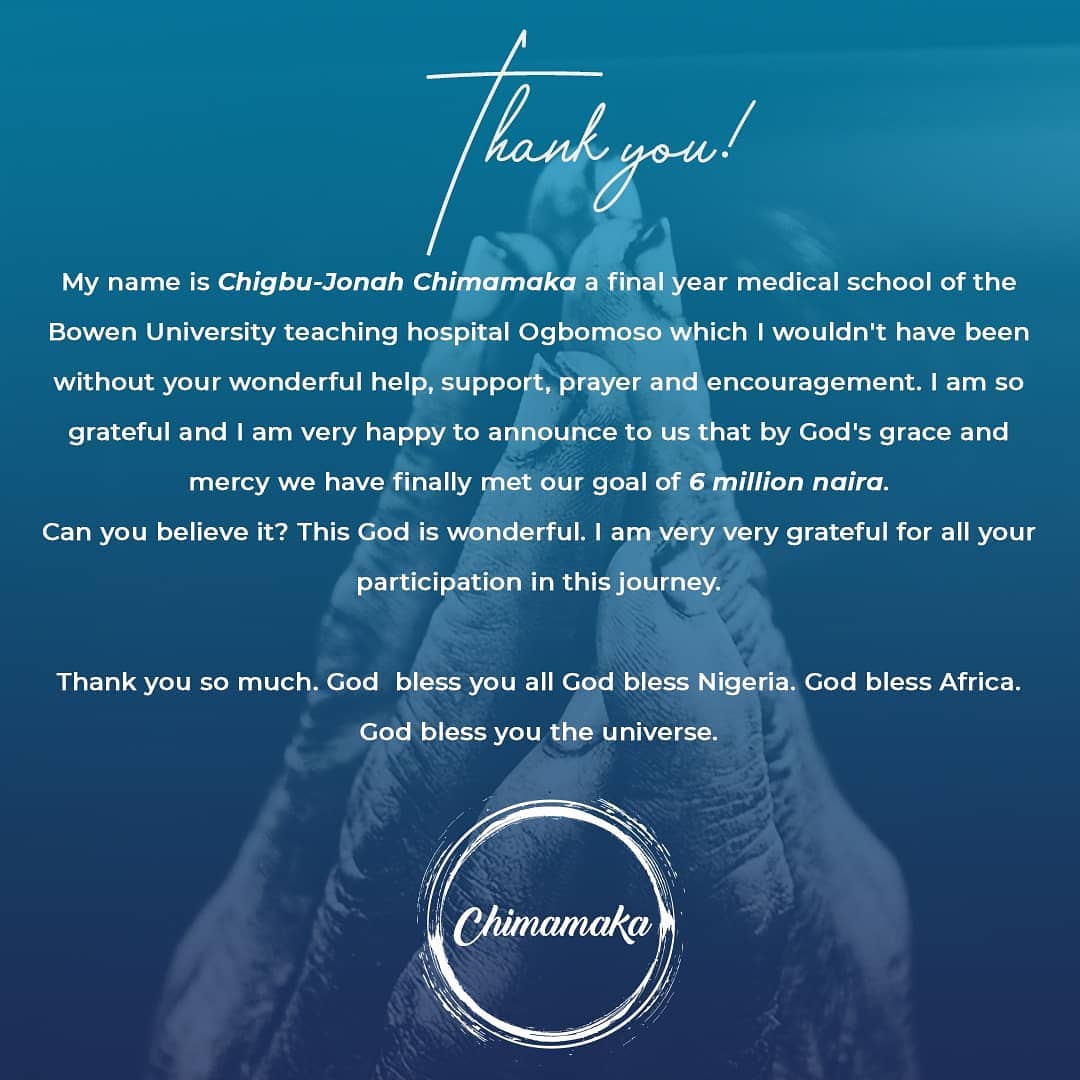 Thank you!
My name is Chigbu-Jonah Chimamaka a final year medical school of the
Bowen University teaching hospital Ogbomoso which I wouldn't have been
without your wonderful help, support, prayer and encouragement. I am so
grateful and I am very happy to announce to us that by God's grace and
mercy we have finally met our goal of 6 million naira.
Can you believe it? This God is wonderful. I am very very grateful for all your
participation in this journey.
Thank you so much. God  bless you all God bless Nigeria. God bless Africa.
God bless you the universe.
Chimamaka